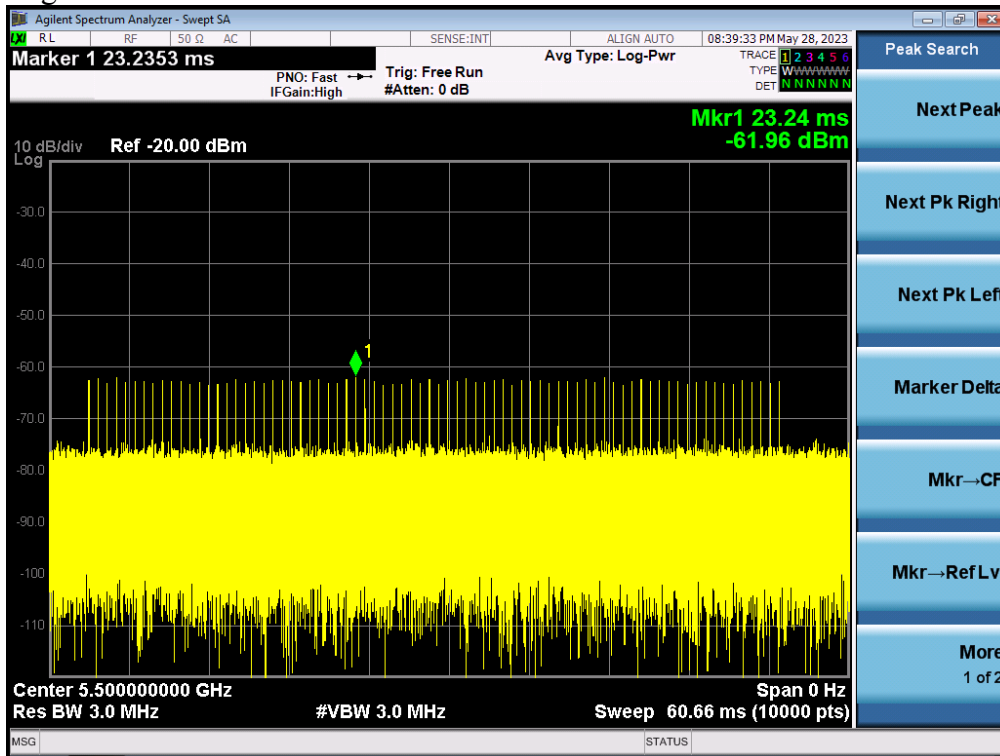 Agilent Spectrum Analyzer - Swept SA
LXI RL RF 50 Ω AC SENSE:INT ALIGN AUTO 08:39:33 PM May 28, 2023
Marker 1 23.2353 ms
PNO: Fast
IFGain:High
Trig: Free Run
#Atten: 0 dB
Avg Type: Log-Pwr
TRACE 1 2 3 4 5 6
TYPE WWWWWW
DET N N N N N N
Mkr1 23.24 ms
-61.96 dBm
10 dB/div Ref -20.00 dBm
Log
-30.0
-40.0
-50.0
1
-60.0
-70.0
-80.0
-90.0
-100
-110
Center 5.500000000 GHz Span 0 Hz
Res BW 3.0 MHz #VBW 3.0 MHz Sweep 60.66 ms (10000 pts)
MSG STATUS
Peak Search
Next Peak
Next Pk Right
Next Pk Left
Marker Delta
Mkr→CF
Mkr→Ref Lv
More
1 of 2